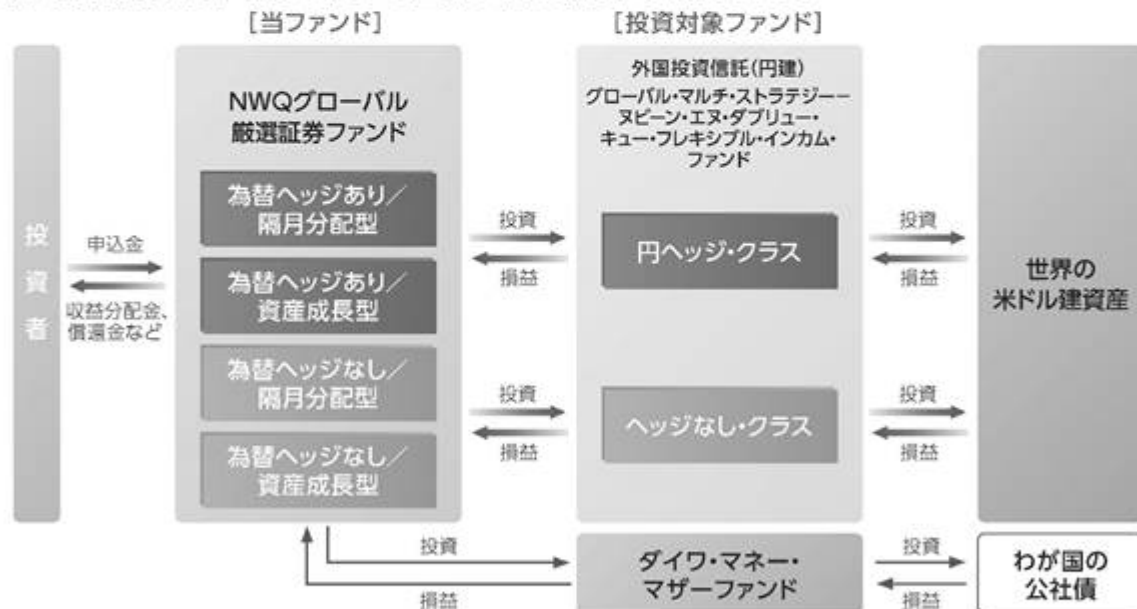 [当ファンド]
[投資対象ファンド]
投資者
申込金
収益分配金、
償還金など
NWQグローバル
厳選証券ファンド
為替ヘッジあり／
隔月分配型
為替ヘッジあり／
資産成長型
為替ヘッジなし／
隔月分配型
為替ヘッジなし／
資産成長型
投資
損益
投資
損益
外国投資信託(円建)
グローバル・マルチ・ストラテジー－
ヌビーン・エヌ・ダブリュー・
キュー・フレキシブル・インカム・
ファンド
円ヘッジ・クラス
ヘッジなし・クラス
投資
損益
投資
損益
世界の
米ドル建資産
投資
損益
ダイワ・マネー・
マザーファンド
投資
損益
わが国の
公社債